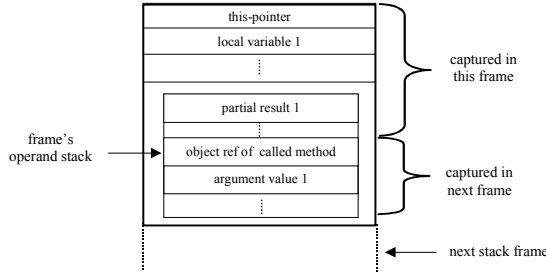 this-pointer
local variable 1
⋮
captured in
this frame
partial result 1
⋮
frame's
operand stack
object ref of called method
argument value 1
⋮
captured in
next frame
next stack frame